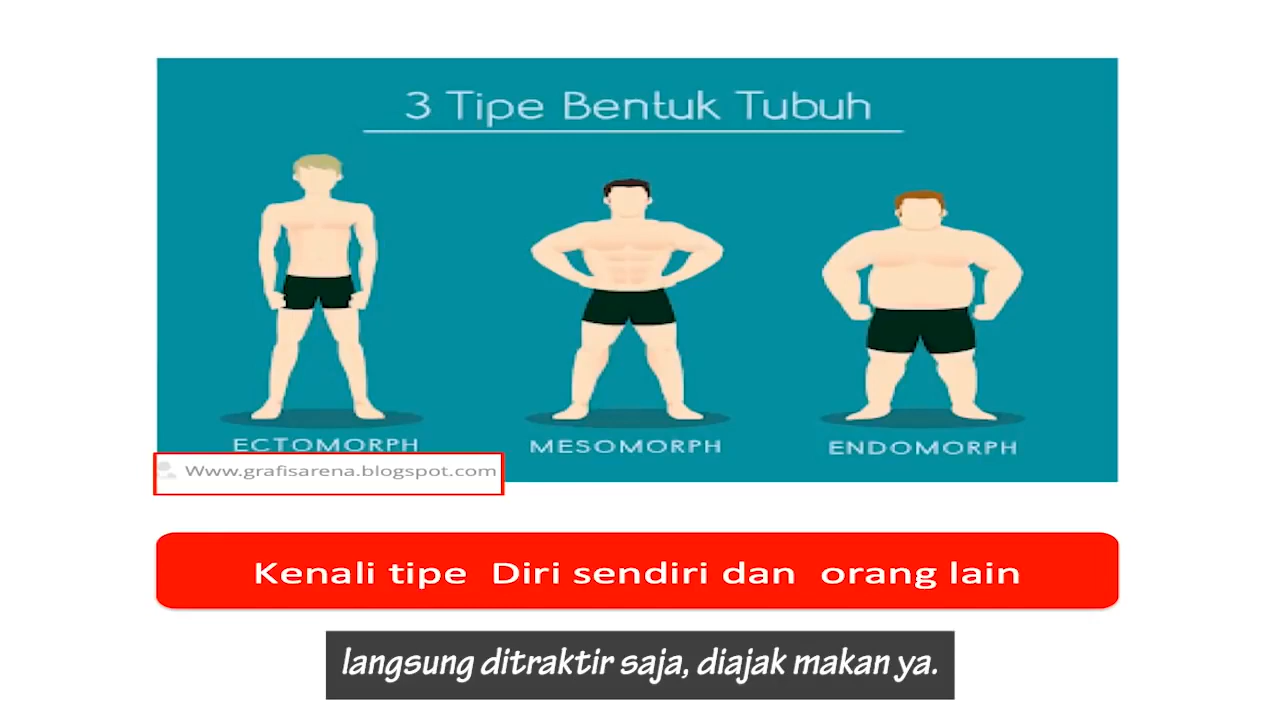 3 Tipe Bentuk Tubuh
ECTOMORPH
MESOMORPH
ENDOMORPH
Www.grafisarena.blogspot.com
Kenali tipe Diri sendiri dan orang lain
langsung ditraktir saja, diajak makan ya.